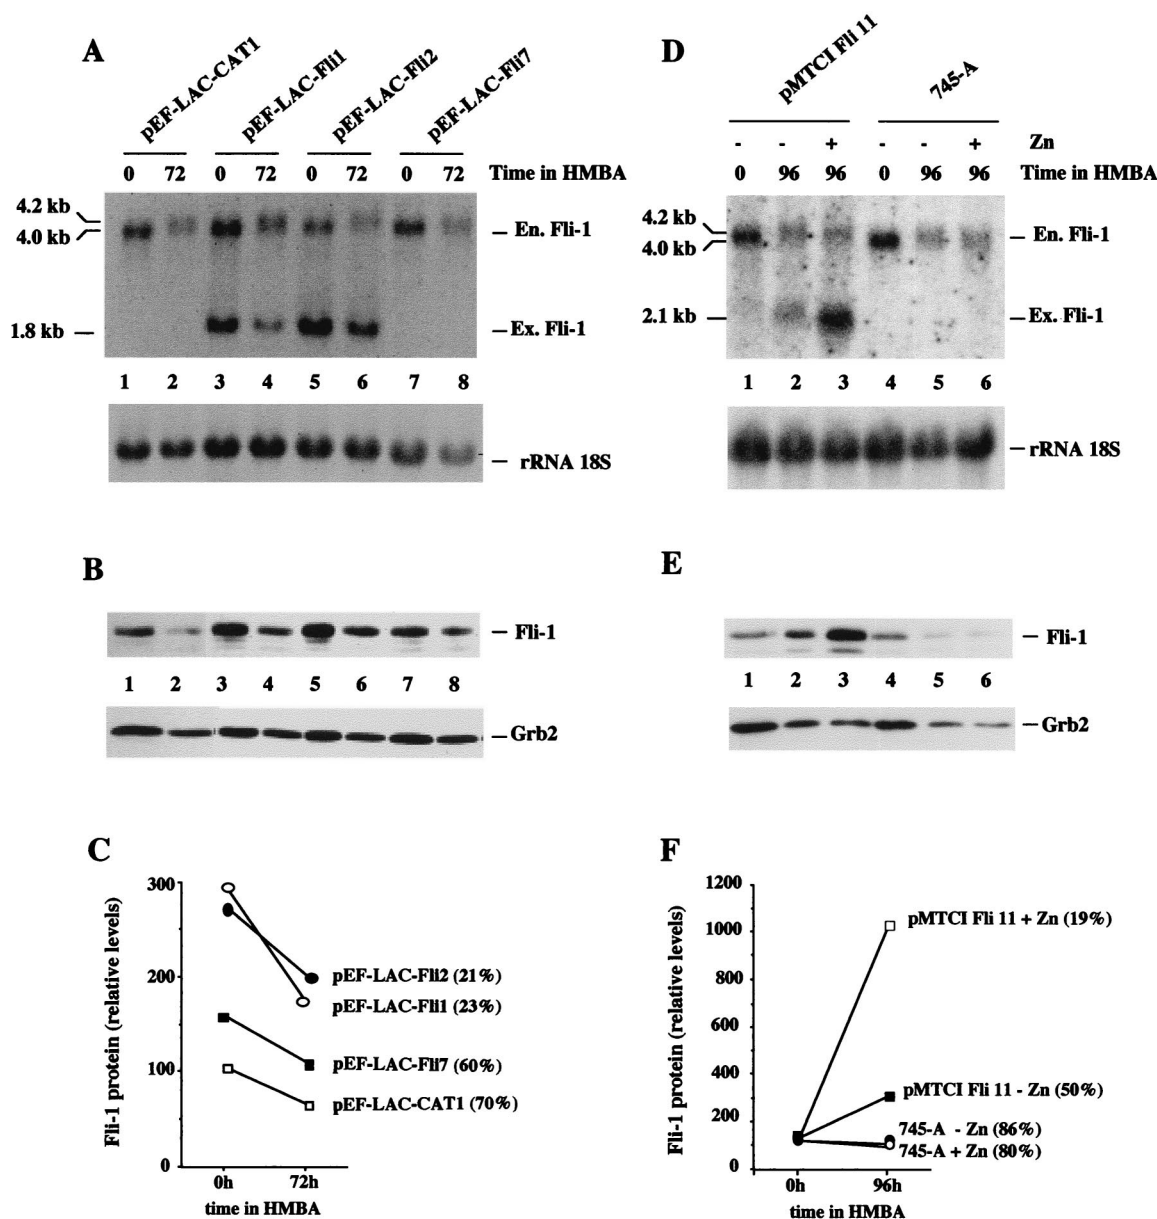 A
pEF-LAC-CAT1
pEF-LAC-Fli1
pEF-LAC-Fli2
pEF-LAC-Fli7
0 72 0 72 0 72 0 72 Time in HMBA
4.2 kb
4.0 kb
En. Fli-1
1.8 kb
Ex. Fli-1
1 2 3 4 5 6 7 8
rRNA 18S
B
Fli-1
1 2 3 4 5 6 7 8
Grb2
C
Fli-1 protein (relative levels)
300
200
100
0
pEF-LAC-Fli2 (21%)
pEF-LAC-Fli1 (23%)
pEF-LAC-Fli7 (60%)
pEF-LAC-CAT1 (70%)
0h 72h
time in HMBA
D
pMTCI Fli 11
745-A
- - + - - + Zn
0 96 96 0 96 96 Time in HMBA
4.2 kb
4.0 kb
En. Fli-1
2.1 kb
Ex. Fli-1
1 2 3 4 5 6
rRNA 18S
E
Fli-1
1 2 3 4 5 6
Grb2
F
Fli-1 protein (relative levels)
1200
1000
800
600
400
200
0
pMTCI Fli 11 + Zn (19%)
pMTCI Fli 11 - Zn (50%)
745-A - Zn (86%)
745-A + Zn (80%)
0h 96h
time in HMBA